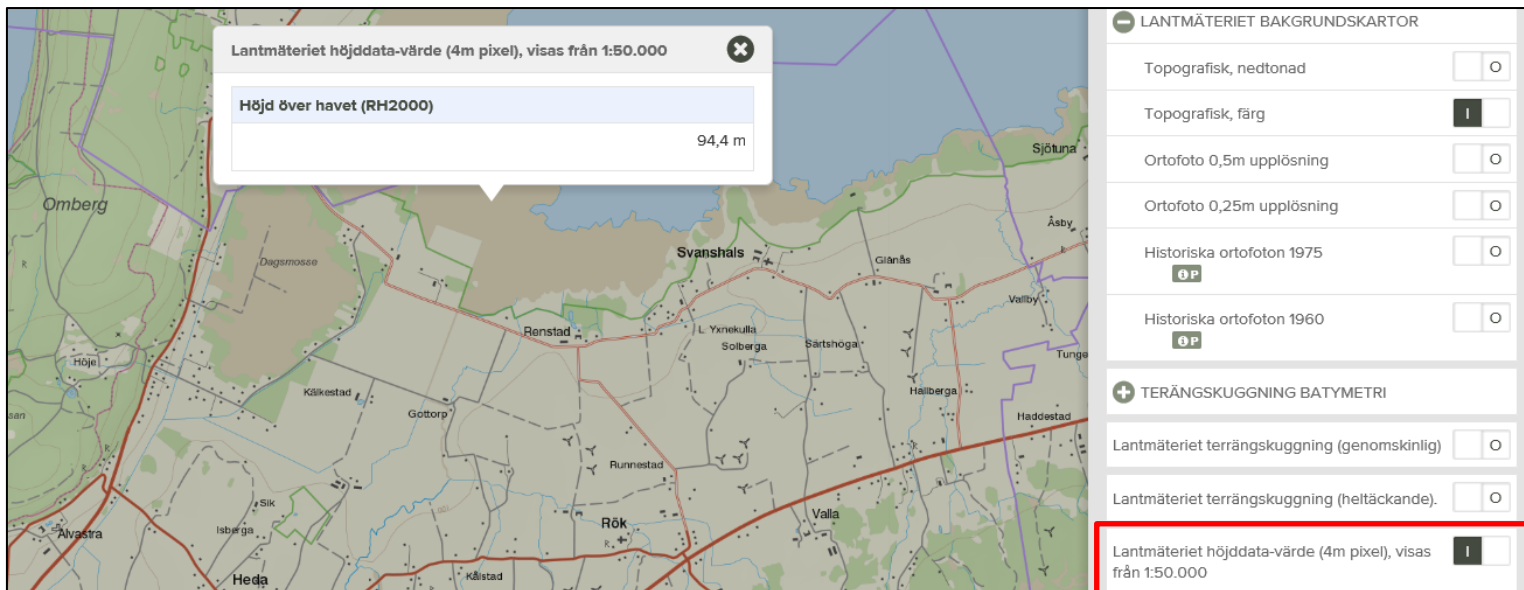 Lantmäteriet höjddata-värde (4m pixel), visas från 1:50.000
Höjd över havet (RH2000)
94,4 m
Omberg
Dagsmosse
Sjötuna
Åsby
Svanshals
Glänås
Vallby
Renstad
L Yxnekulla
Solberga
Särtshöga
Tunge
R
Höje
Kälkestad
Gottorp
Hallberga
Haddestad
san
R
R
Runnestad
Sik
Isberga
Alvastra
Rök
R
Valla
Heda
Kålstad
LANTMÄTERIET BAKGRUNDSKARTOR
Topografisk, nedtonad
O
Topografisk, färg
I
Ortofoto 0,5m upplösning
O
Ortofoto 0,25m upplösning
O
Historiska ortofoton 1975
O
i P
Historiska ortofoton 1960
O
i P
TERÄNGSKUGGNING BATYMETRI
Lantmäteriet terrängskuggning (genomskinlig)
O
Lantmäteriet terrängskuggning (heltäckande).
O
Lantmäteriet höjddata-värde (4m pixel), visas
från 1:50.000
I